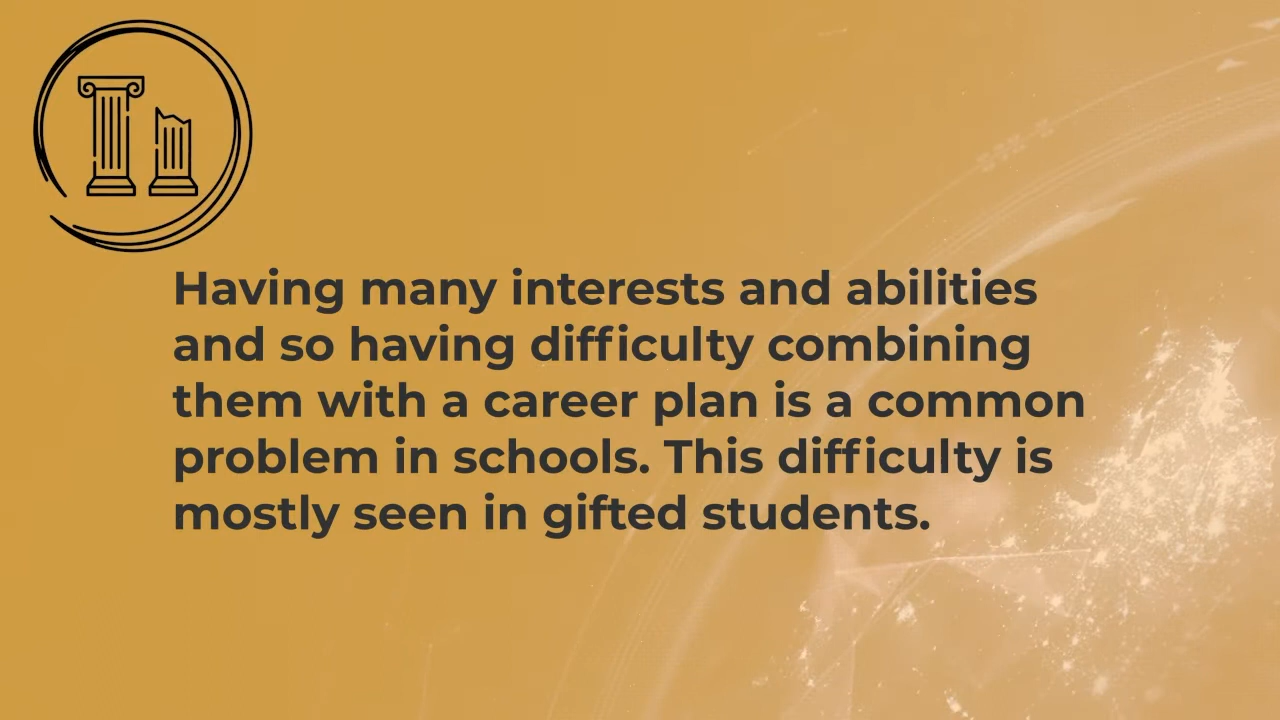 Having many interests and abilities
and so having difficulty combining
them with a career plan is a common
problem in schools. This difficulty is
mostly seen in gifted students.